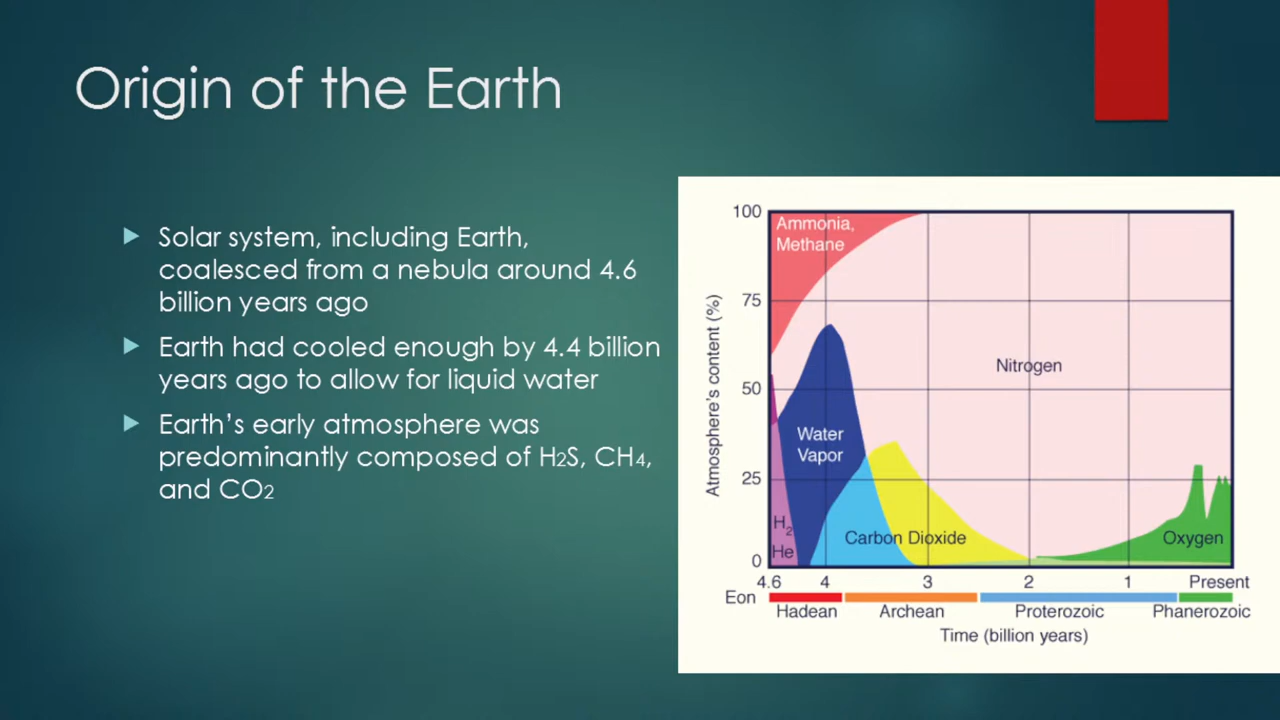 Origin of the Earth
Solar system, including Earth,
coalesced from a nebula around 4.6
billion years ago
Earth had cooled enough by 4.4 billion
years ago to allow for liquid water
Earth's early atmosphere was
predominantly composed of H2S, CH4,
and CO2
100
75
50
25
0
Atmosphere's content (%)
Ammonia,
Methane
Nitrogen
Water
Vapor
H2
He
Carbon Dioxide
Oxygen
4.6 4 3 2 1 Present
Eon
Hadean Archean Proterozoic Phanerozoic
Time (billion years)